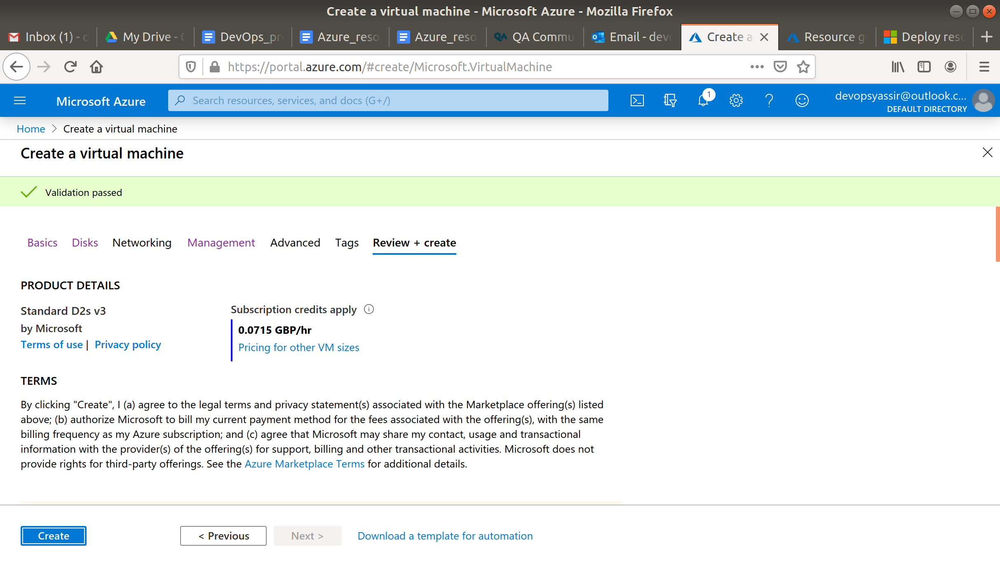 Create a virtual machine - Microsoft Azure - Mozilla Firefox
Inbox (1) - d
My Drive - G
DevOps_pr
Azure_reso
Azure_reso
QA Commu
Email - devo
Create a
Resource g
Deploy reso
https://portal.azure.com/#create/Microsoft.VirtualMachine
Microsoft Azure
Search resources, services, and docs (G+/)
1
devopsyassir@outlook.c...
DEFAULT DIRECTORY
Home > Create a virtual machine
Create a virtual machine
Validation passed
Basics Disks Networking Management Advanced Tags Review + create
PRODUCT DETAILS
Standard D2s v3
by Microsoft
Terms of use | Privacy policy
Subscription credits apply
0.0715 GBP/hr
Pricing for other VM sizes
TERMS
By clicking "Create", I (a) agree to the legal terms and privacy statement(s) associated with the Marketplace offering(s) listed
above; (b) authorize Microsoft to bill my current payment method for the fees associated with the offering(s), with the same
billing frequency as my Azure subscription; and (c) agree that Microsoft may share my contact, usage and transactional
information with the provider(s) of the offering(s) for support, billing and other transactional activities. Microsoft does not
provide rights for third-party offerings. See the Azure Marketplace Terms for additional details.
Create
< Previous
Next >
Download a template for automation